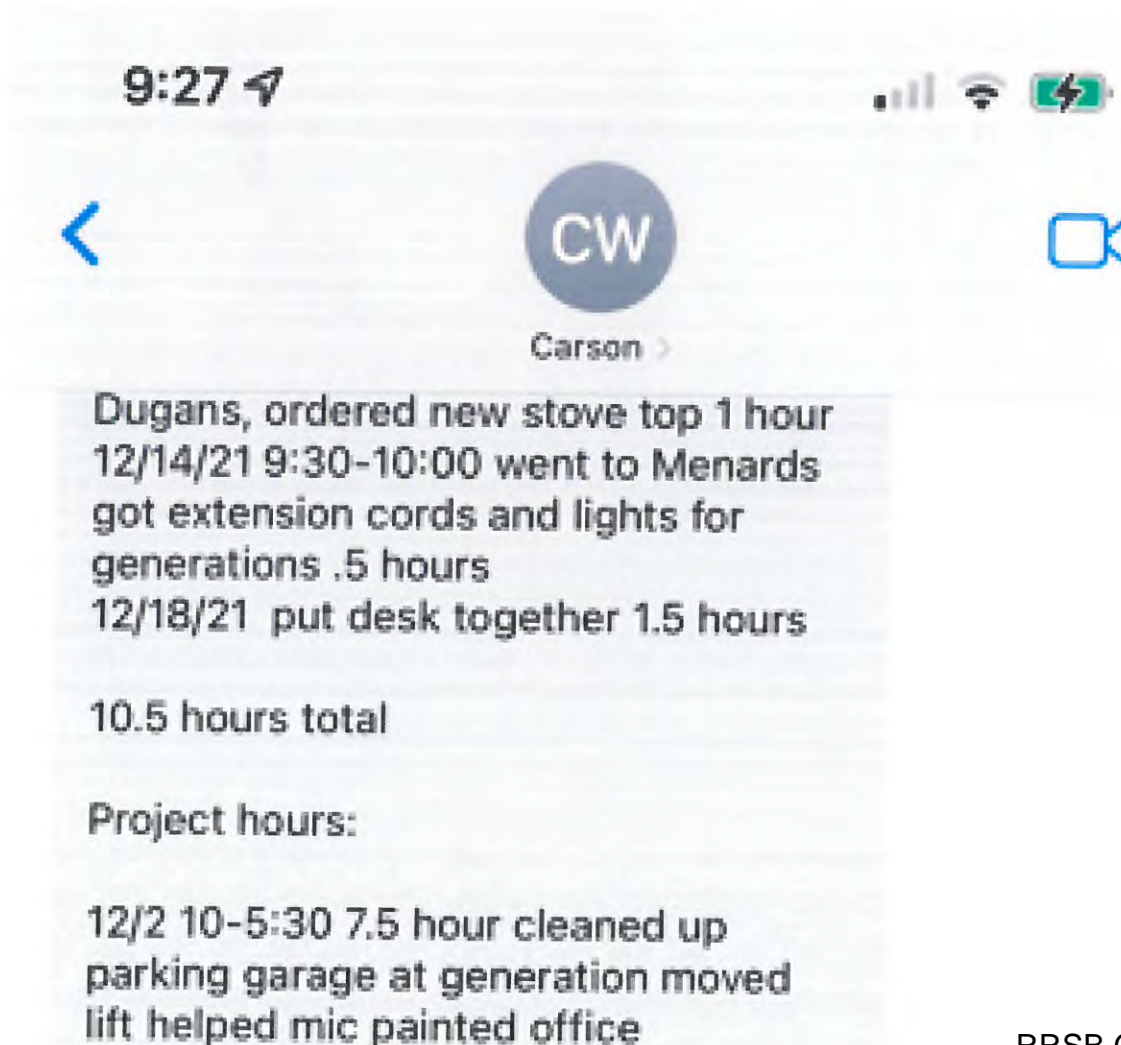 9:27
CW
Carson
Dugans, ordered new stove top 1 hour
12/14/21 9:30-10:00 went to Menards
got extension cords and lights for
generations .5 hours
12/18/21  put desk together 1.5 hours
10.5 hours total
Project hours:
12/2 10-5:30 7.5 hour cleaned up
parking garage at generation moved
lift helped mic painted office